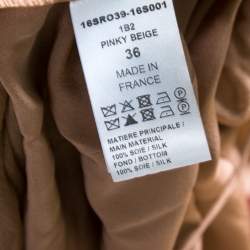 16SRO39-16S001
1B2
PINKY BEIGE
36
MADE IN
FRANCE
MATIERE PRINCIPALE /
MAIN MATERIAL
100% SOIE / SILK
FOND / BOTTOM
100% SOIE / SILK